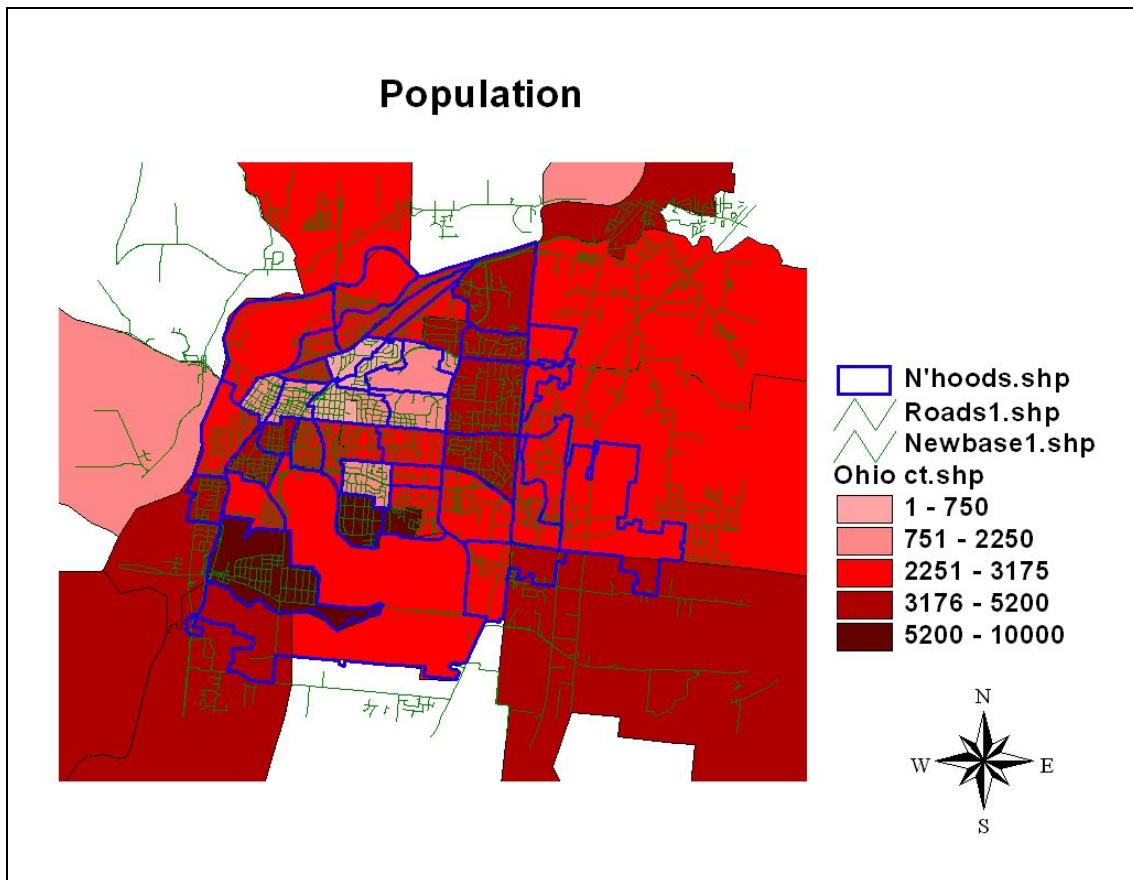 Population
N'hoods.shp
Roads1.shp
Newbase1.shp
Ohio ct.shp
1 - 750
751 - 2250
2251 - 3175
3176 - 5200
5200 - 10000
N
W E
S